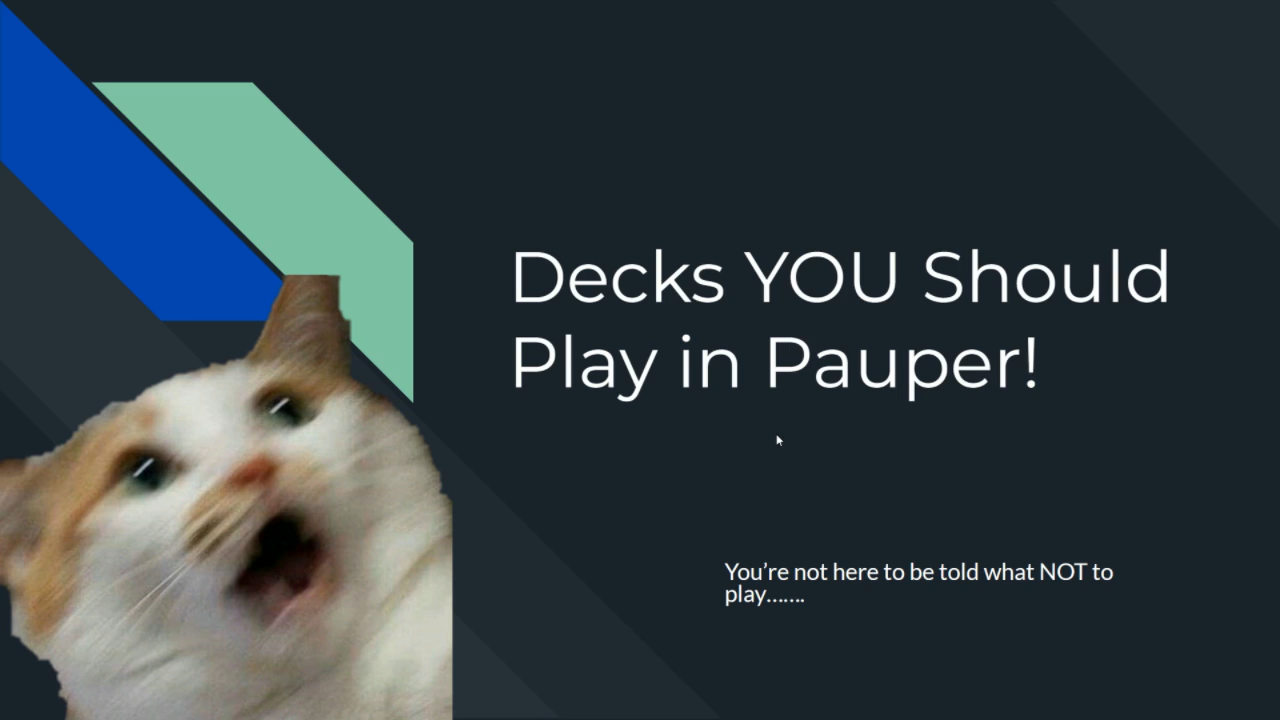 Decks YOU Should
Play in Pauper!
You’re not here to be told what NOT to
play.......